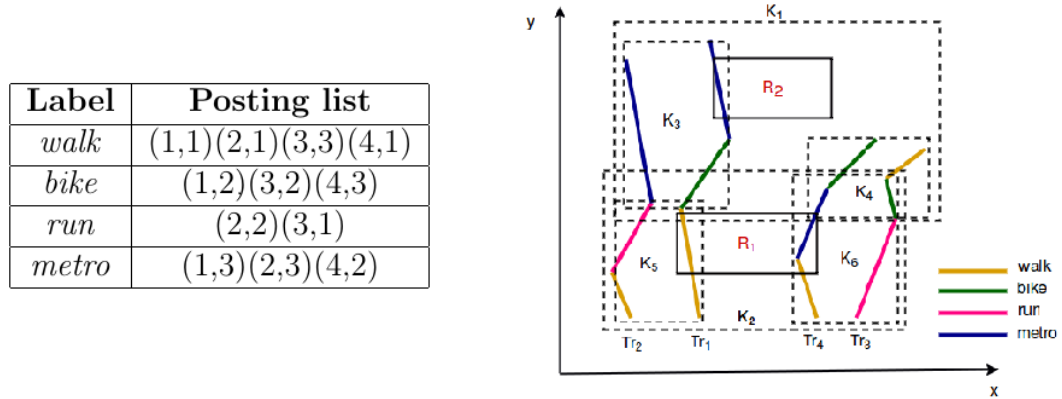 Label Posting list
walk (1,1)(2,1)(3,3)(4,1)
bike (1,2)(3,2)(4,3)
run (2,2)(3,1)
metro (1,3)(2,3)(4,2)
y
K1
R2
K3
K4
R1
K5
K6
K2
Tr2 Tr1 Tr4 Tr3
x
walk
bike
run
metro